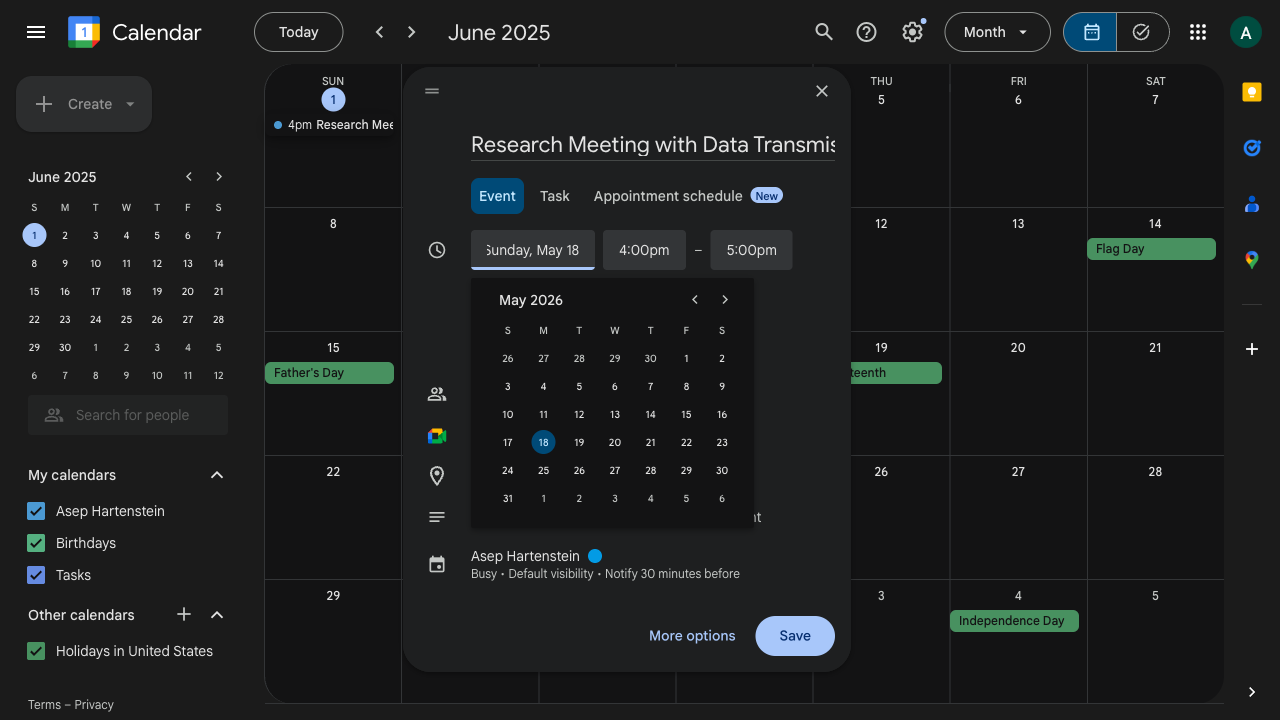 1 Calendar Today June 2025 Month A
Create
June 2025
S M T W T F S
1 2 3 4 5 6 7
8 9 10 11 12 13 14
15 16 17 18 19 20 21
22 23 24 25 26 27 28
29 30 1 2 3 4 5
6 7 8 9 10 11 12
Search for people
My calendars
Asep Hartenstein
Birthdays
Tasks
Other calendars
Holidays in United States
Terms – Privacy
SUN THU FRI SAT
1 5 6 7
4pm Research Mee
8 12 13 14
Flag Day
15 19 20 21
Father's Day teenth
22 26 27 28
29 3 4 5
Independence Day
Research Meeting with Data Transmis
Event Task Appointment schedule New
Sunday, May 18 4:00pm – 5:00pm
May 2026
S M T W T F S
26 27 28 29 30 1 2
3 4 5 6 7 8 9
10 11 12 13 14 15 16
17 18 19 20 21 22 23
24 25 26 27 28 29 30
31 1 2 3 4 5 6
nt
Asep Hartenstein
Busy • Default visibility • Notify 30 minutes before
More options Save